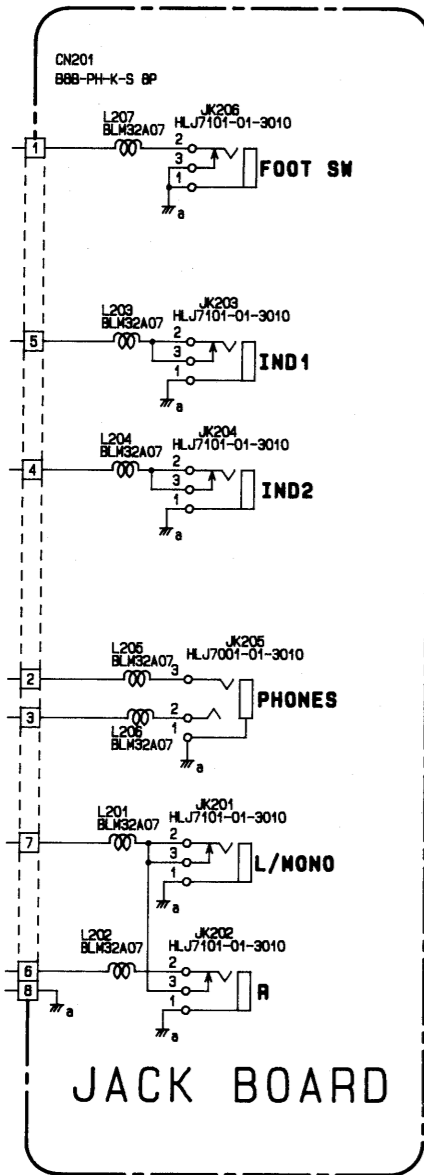 CN201
B8B-PH-K-S 8P
L207
BLM32A07
JK206
HLJ7101-01-3010
1
2
3
1
FOOT SW
a
L203
BLM32A07
JK203
HLJ7101-01-3010
5
2
3
1
IND1
a
L204
BLM32A07
JK204
HLJ7101-01-3010
4
2
3
1
IND2
a
L205
BLM32A07
JK205
HLJ7001-01-3010
2
3
PHONES
3
2
L206
BLM32A07
1
a
L201
BLM32A07
JK201
HLJ7101-01-3010
7
2
3
1
L/MONO
a
L202
BLM32A07
JK202
HLJ7101-01-3010
6
2
8
3
R
a
1
a
JACK BOARD